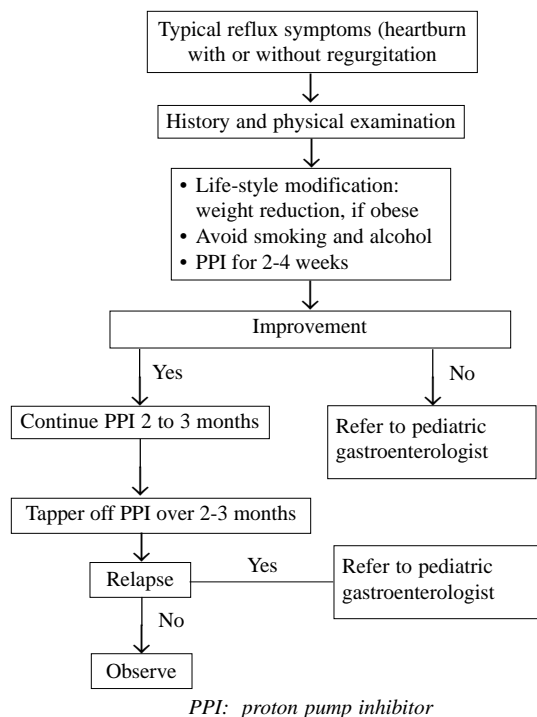 Typical reflux symptoms (heartburn
with or without regurgitation
History and physical examination
• Life-style modification:
weight reduction, if obese
• Avoid smoking and alcohol
• PPI for 2-4 weeks
Improvement
Yes
No
Continue PPI 2 to 3 months
Refer to pediatric
gastroenterologist
Tapper off PPI over 2-3 months
Relapse
Yes
Refer to pediatric
gastroenterologist
No
Observe
PPI: proton pump inhibitor